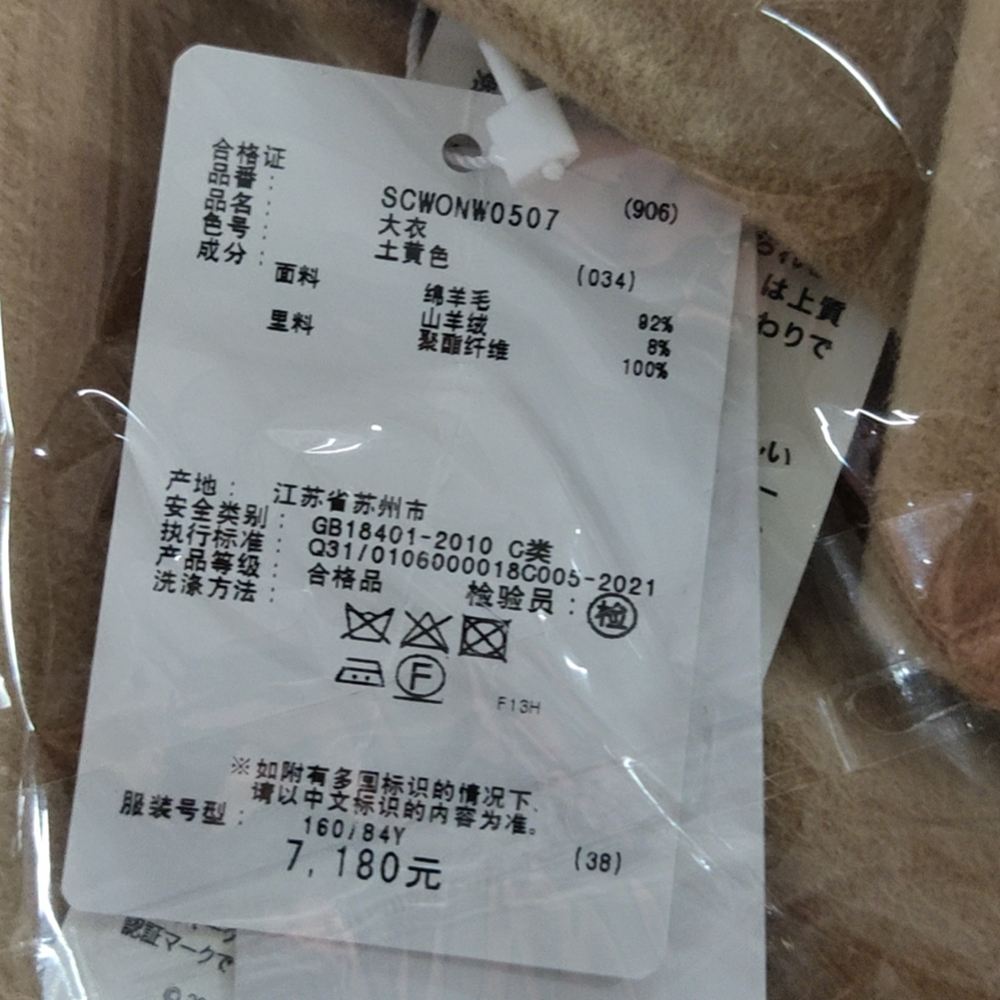 合格证
品番： SCWONW0507 (906)
品名： 大衣
色号： 土黄色 (034)
成分：
面料 绵羊毛 92%
山羊绒 8%
里料 聚酯纤维 100%
产地： 江苏省苏州市
安全类别： GB18401-2010 C类
执行标准： Q31/0106000018C005-2021
产品等级： 合格品 检验员：検
洗涤方法：
F
F13H
※如附有多国标识的情况下、
请以中文标识的内容为准。
服装号型： 160/84Y (38)
7,180元
は上質
わりで
い
認証マークで